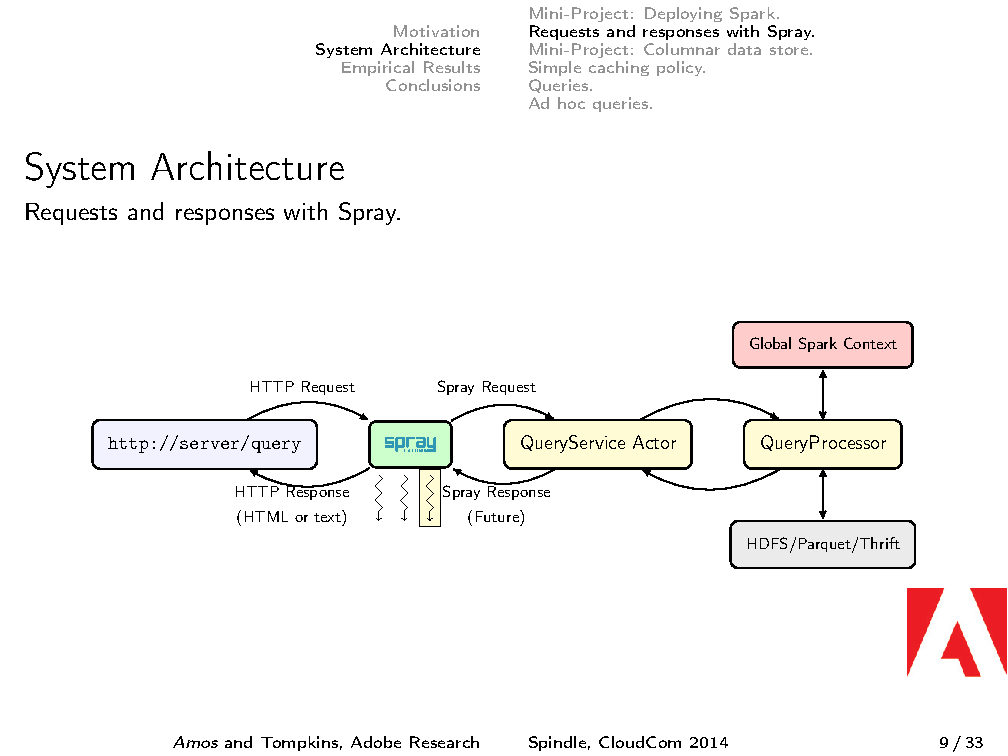 Motivation
System Architecture
Empirical Results
Conclusions
Mini-Project: Deploying Spark.
Requests and responses with Spray.
Mini-Project: Columnar data store.
Simple caching policy.
Queries.
Ad hoc queries.
System Architecture
Requests and responses with Spray.
Global Spark Context
HTTP Request
Spray Request
http://server/query
spray
QueryService Actor
QueryProcessor
HTTP Response
(HTML or text)
Spray Response
(Future)
HDFS/Parquet/Thrift
Amos and Tompkins, Adobe Research
Spindle, CloudCom 2014
9 / 33